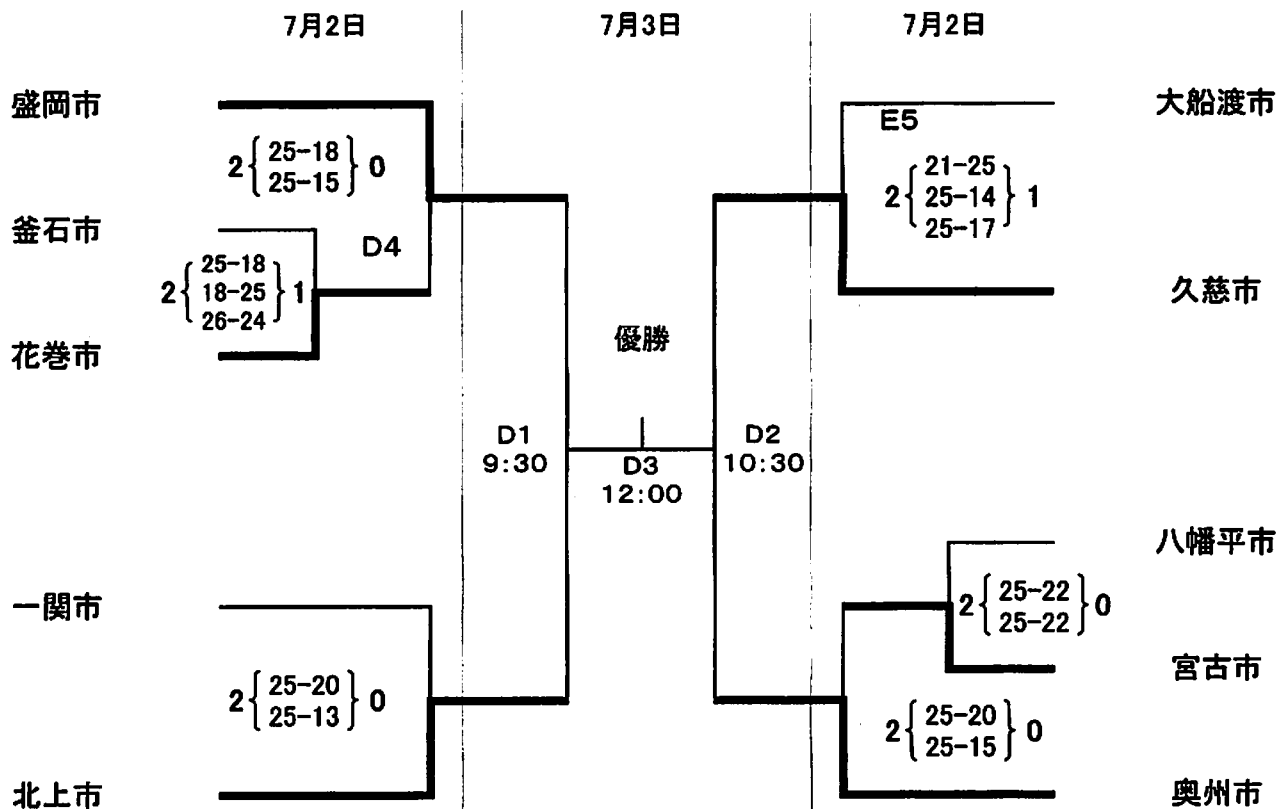 7月2日 7月3日 7月2日
盛岡市
大船渡市
E5
2 { 25-18 25-15 } 0
2 { 21-25 25-14 25-17 } 1
釜石市
D4
2 { 25-18 18-25 26-24 } 1
久慈市
花巻市
優勝
D1
9:30
D2
10:30
D3
12:00
八幡平市
一関市
2 { 25-22 25-22 } 0
宮古市
2 { 25-20 25-13 } 0
2 { 25-20 25-15 } 0
北上市
奥州市